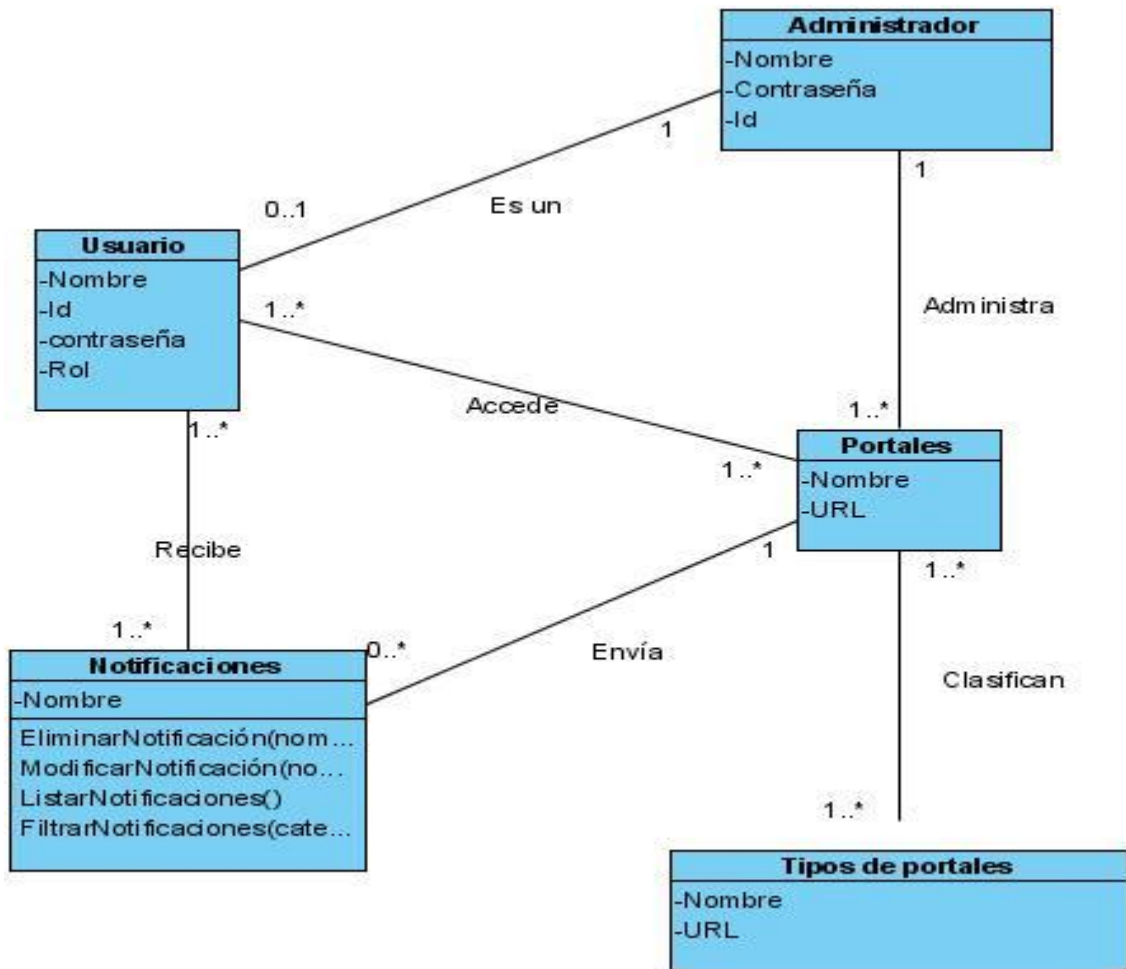 Administrador
-Nombre
-Contraseña
-Id
1
1
Es un
0..1
Usuario
-Nombre
-Id
-contraseña
-Rol
1..*
Administra
Accede
1..*
1..*
1..*
Portales
-Nombre
-URL
Recibe
1
1..*
1..*
0..*
Envía
Notificaciones
-Nombre
EliminarNotificación(nom...
ModificarNotificación(no...
ListarNotificaciones()
FiltrarNotificaciones(cate...
Clasifican
1..*
Tipos de portales
-Nombre
-URL